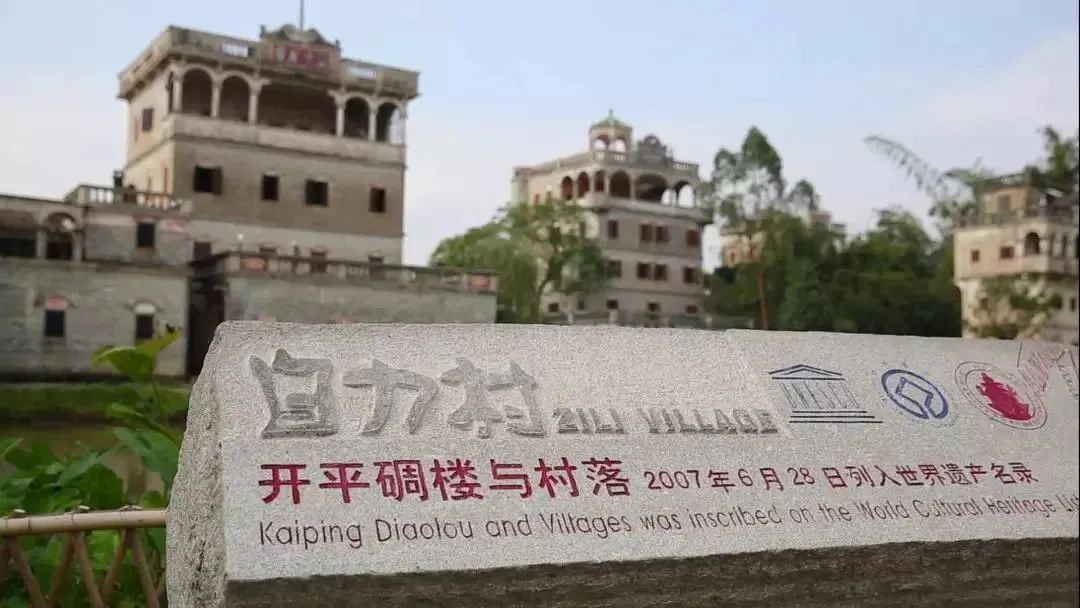 自力村 ZILI VILLAGE
开平碉楼与村落 2007年6月28日列入世界遗产名录
Kaiping Diaolou and Villages was inscribed on the World Cultural Heritage List